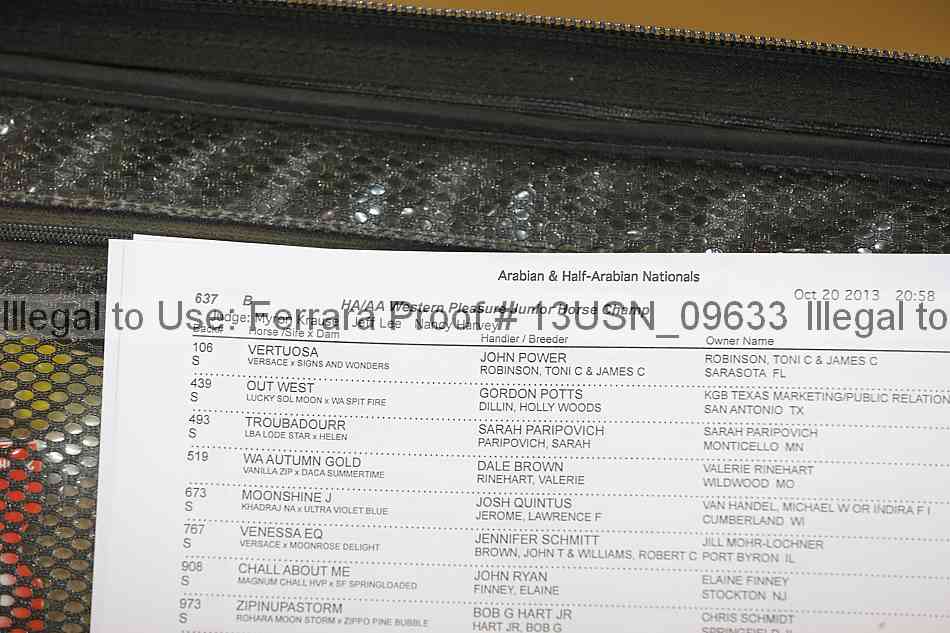 Arabian & Half-Arabian Nationals
Oct 20 2013 20:58
637 B HA/AA Western Pleasure Junior Horse Champ
Illegal to Use: Ferrara Proof # 13USN_09633 Illegal to
Judge: Myron Krause Jeff Lee Nancy Harvey
Back# Horse /Sire x Dam Handler / Breeder Owner Name
106 VERTUOSA JOHN POWER ROBINSON, TONI C & JAMES C
S VERSACE x SIGNS AND WONDERS ROBINSON, TONI C & JAMES C SARASOTA FL
439 OUT WEST GORDON POTTS KGB TEXAS MARKETING/PUBLIC RELATION
S LUCKY SOL MOON x WA SPIT FIRE DILLIN, HOLLY WOODS SAN ANTONIO TX
493 TROUBADOURR SARAH PARIPOVICH SARAH PARIPOVICH
S LBA LODE STAR x HELEN PARIPOVICH, SARAH MONTICELLO MN
519 WA AUTUMN GOLD DALE BROWN VALERIE RINEHART
VANILLA ZIP x DACA SUMMERTIME RINEHART, VALERIE WILDWOOD MO
673 MOONSHINE J JOSH QUINTUS VAN HANDEL, MICHAEL W OR INDIRA F I
S KHADRAJ NA x ULTRA VIOLET BLUE JEROME, LAWRENCE F CUMBERLAND WI
767 VENESSA EQ JENNIFER SCHMITT JILL MOHR-LOCHNER
S VERSACE x MOONROSE DELIGHT BROWN, JOHN T & WILLIAMS, ROBERT C PORT BYRON IL
908 CHALL ABOUT ME JOHN RYAN ELAINE FINNEY
S MAGNUM CHALL HVP x SF SPRINGLOADED FINNEY, ELAINE STOCKTON NJ
973 ZIPINUPASTORM BOB G HART JR CHRIS SCHMIDT
S ROHARA MOON STORM x ZIPPO PINE BUBBLE HART JR, BOB G